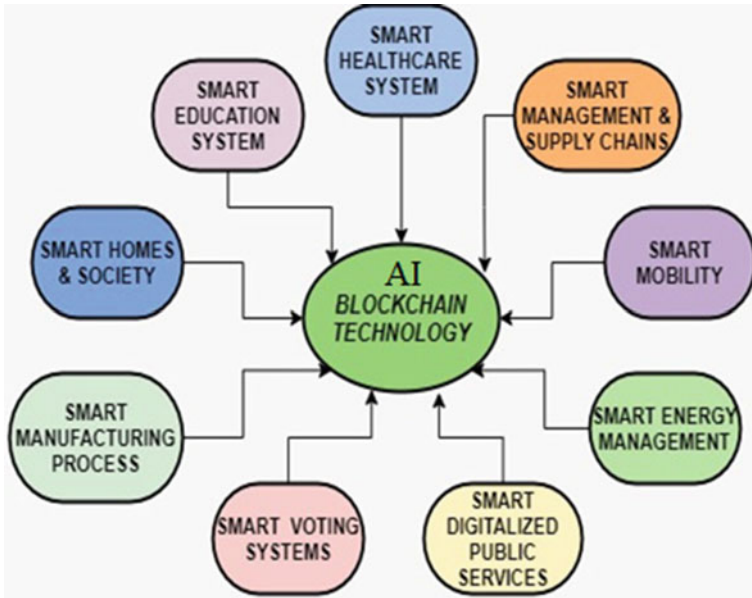 SMART
HEALTHCARE
SYSTEM
SMART
EDUCATION
SYSTEM
SMART
MANAGEMENT &
SUPPLY CHAINS
SMART HOMES
& SOCIETY
AI
BLOCKCHAIN
TECHNOLOGY
SMART
MOBILITY
SMART
MANUFACTURING
PROCESS
SMART ENERGY
MANAGEMENT
SMART VOTING
SYSTEMS
SMART
DIGITALIZED
PUBLIC
SERVICES